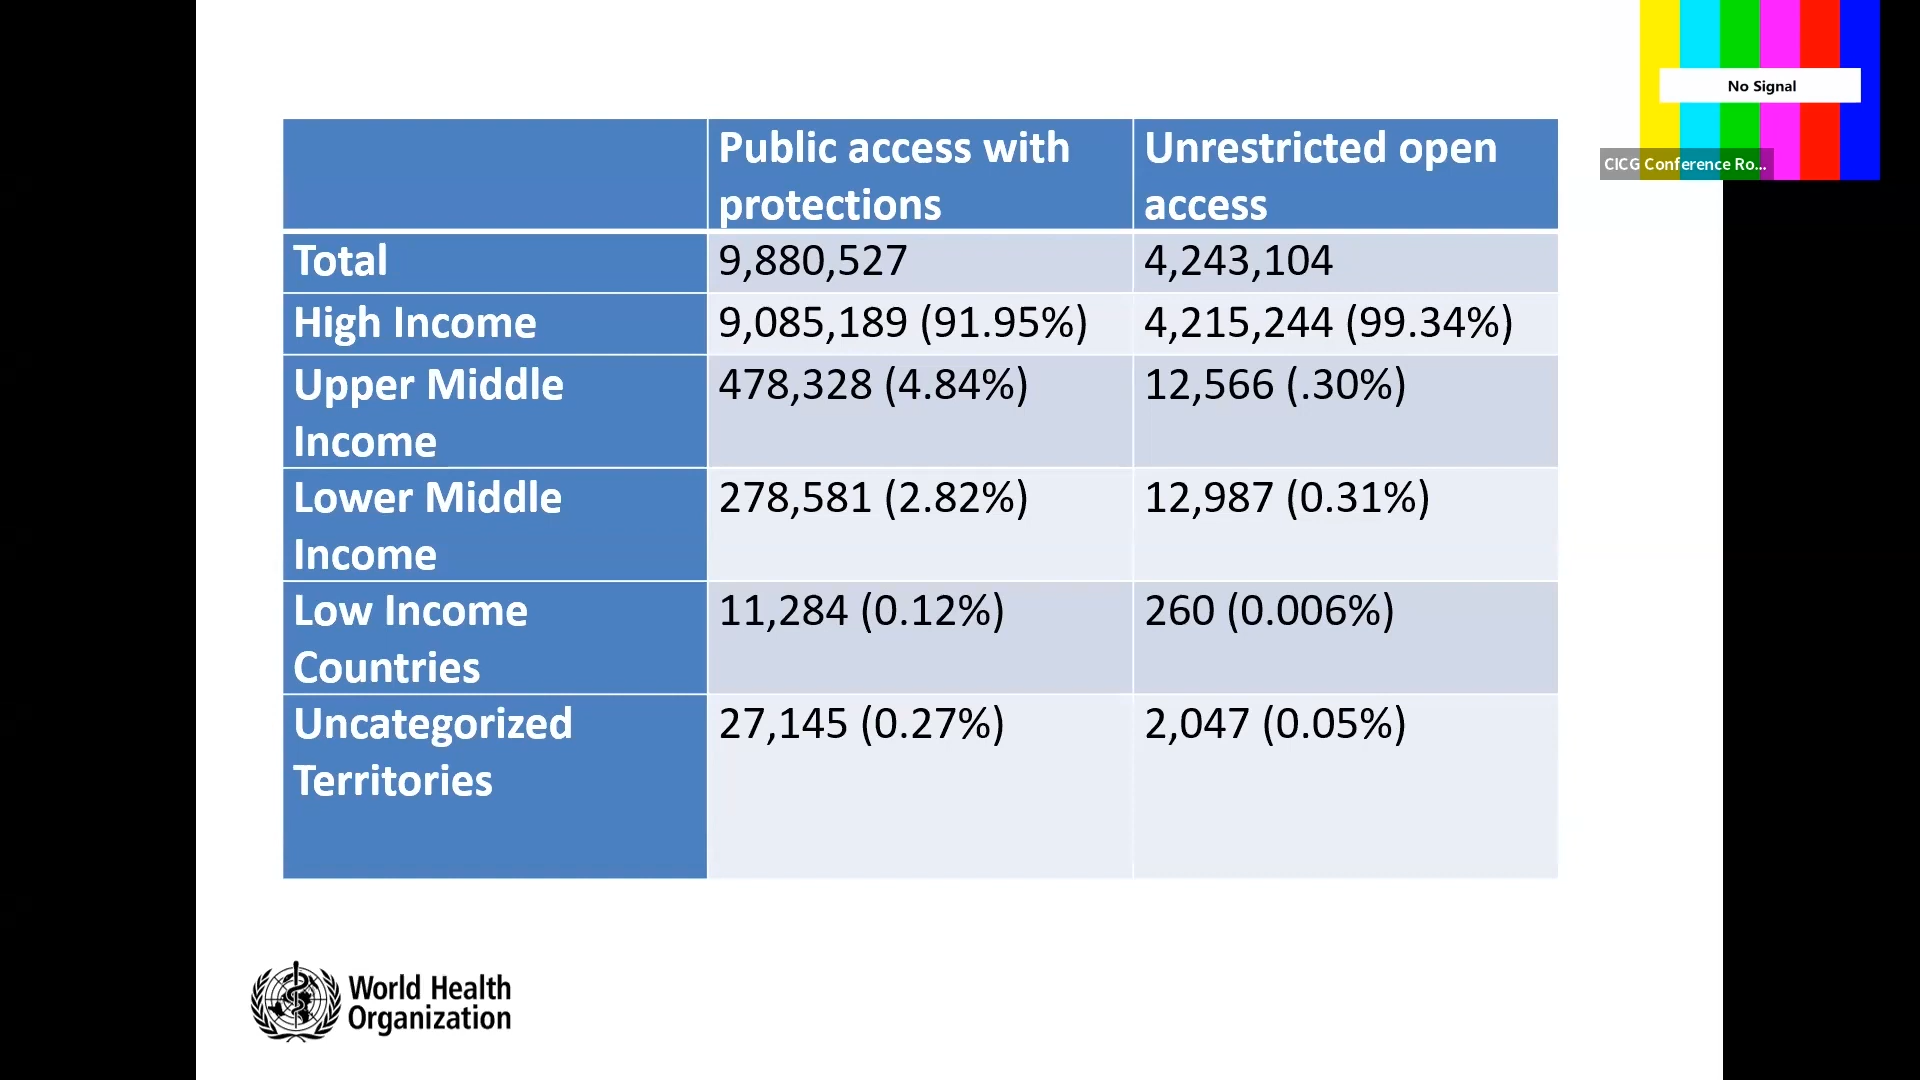 No Signal
CICG Conference Ro...
Public access with
protections
Unrestricted open
access
Total
9,880,527
4,243,104
High Income
9,085,189 (91.95%)
4,215,244 (99.34%)
Upper Middle
Income
478,328 (4.84%)
12,566 (.30%)
Lower Middle
Income
278,581 (2.82%)
12,987 (0.31%)
Low Income
Countries
11,284 (0.12%)
260 (0.006%)
Uncategorized
Territories
27,145 (0.27%)
2,047 (0.05%)
World Health
Organization